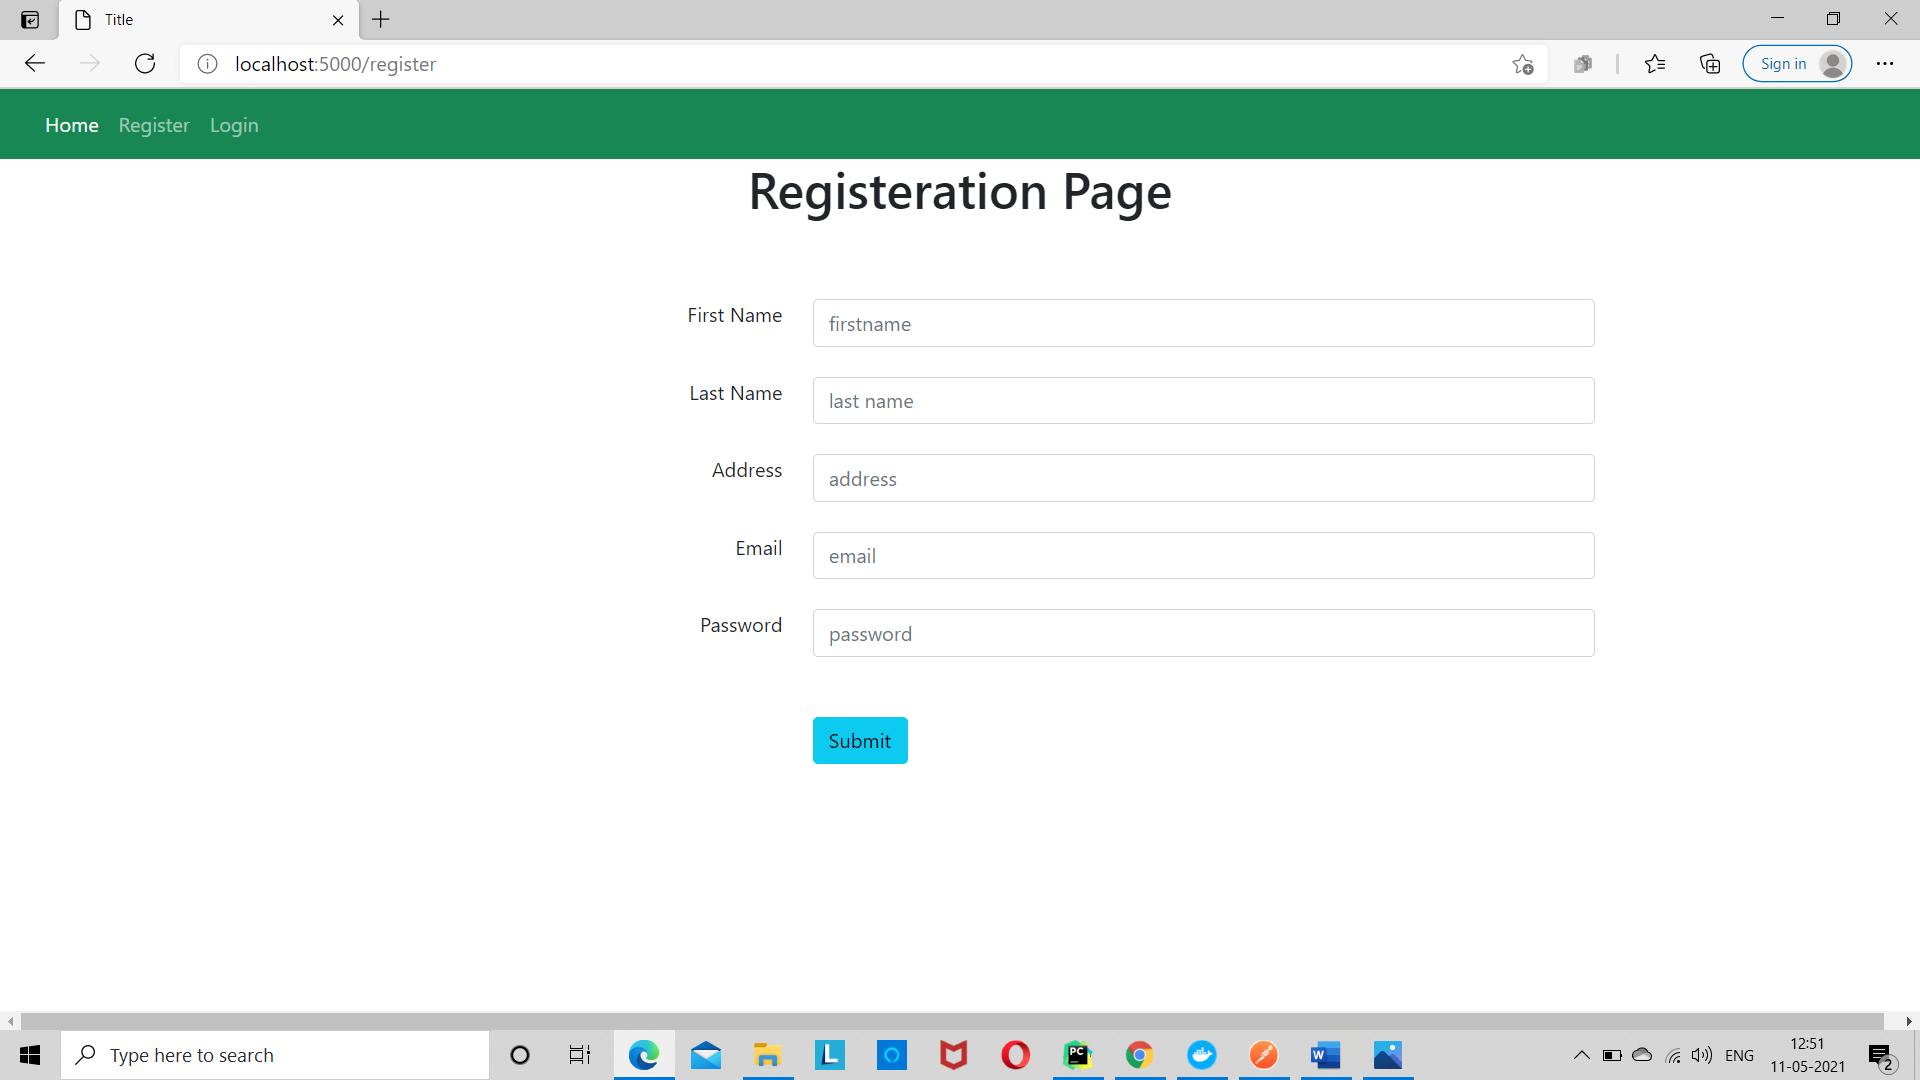 Title
localhost:5000/register
Sign in
Home Register Login
Registeration Page
First Name firstname
Last Name last name
Address address
Email email
Password password
Submit
Type here to search
L
PC
W
ENG
12:51
11-05-2021
2